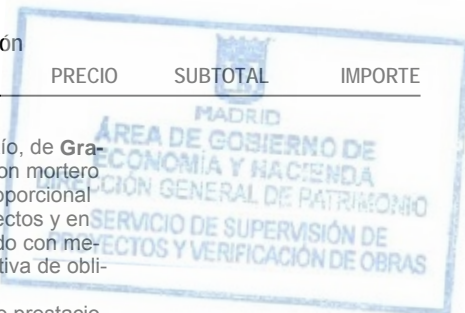 ón
PRECIO SUBTOTAL IMPORTE
MADRID
ÁREA DE GOBIERNO DE
ECONOMÍA Y HACIENDA
DIRECCIÓN GENERAL DE PATRIMONIO
SERVICIO DE SUPERVISIÓN DE
PROYECTOS Y VERIFICACIÓN DE OBRAS
ío, de Gra-
on mortero
oporcional
ectos y en
do con me-
tiva de obli-
prestacio